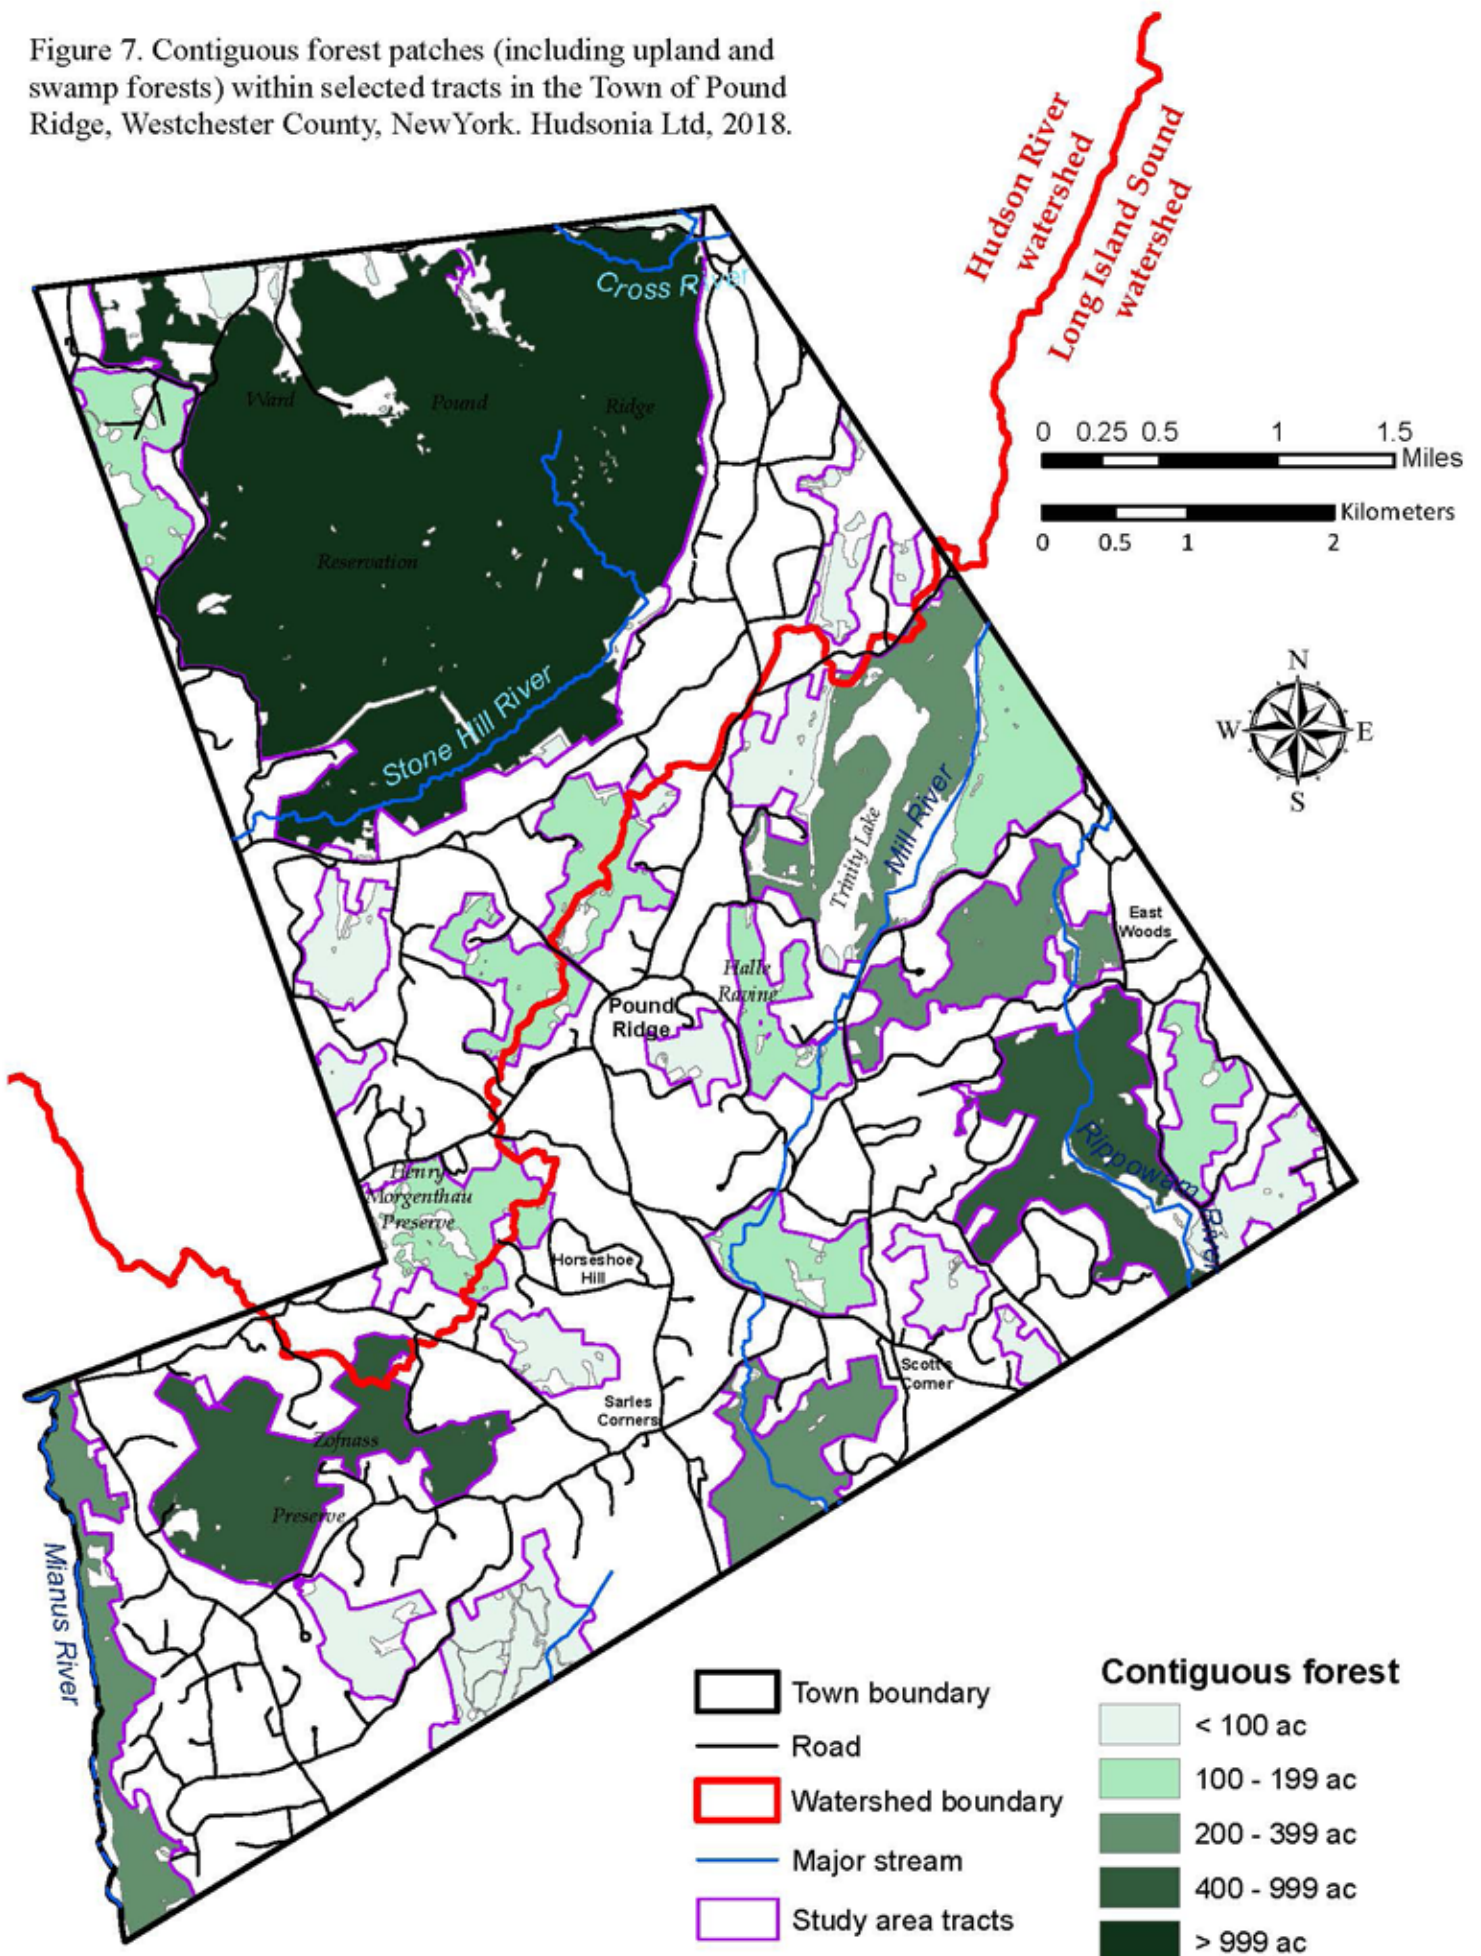 Figure 7. Contiguous forest patches (including upland and
swamp forests) within selected tracts in the Town of Pound
Ridge, Westchester County, NewYork. Hudsonia Ltd, 2018.
Hudson River
watershed
Long Island Sound
watershed
Cross River
Ward Pound Ridge
Reservation
0 0.25 0.5 1 1.5
Miles
Kilometers
0 0.5 1 2
N
W E
S
Stone Hill River
Trinity Lake
Mill River
East
Woods
Halle
Ravine
Pound
Ridge
Rippowam
River
Henry
Morgenthau
Preserve
Horseshoe
Hill
Scott's
Corner
Sarles
Corners
Zofnass
Preserve
Mianus River
Town boundary
Road
Watershed boundary
Major stream
Study area tracts
Contiguous forest
< 100 ac
100 - 199 ac
200 - 399 ac
400 - 999 ac
> 999 ac